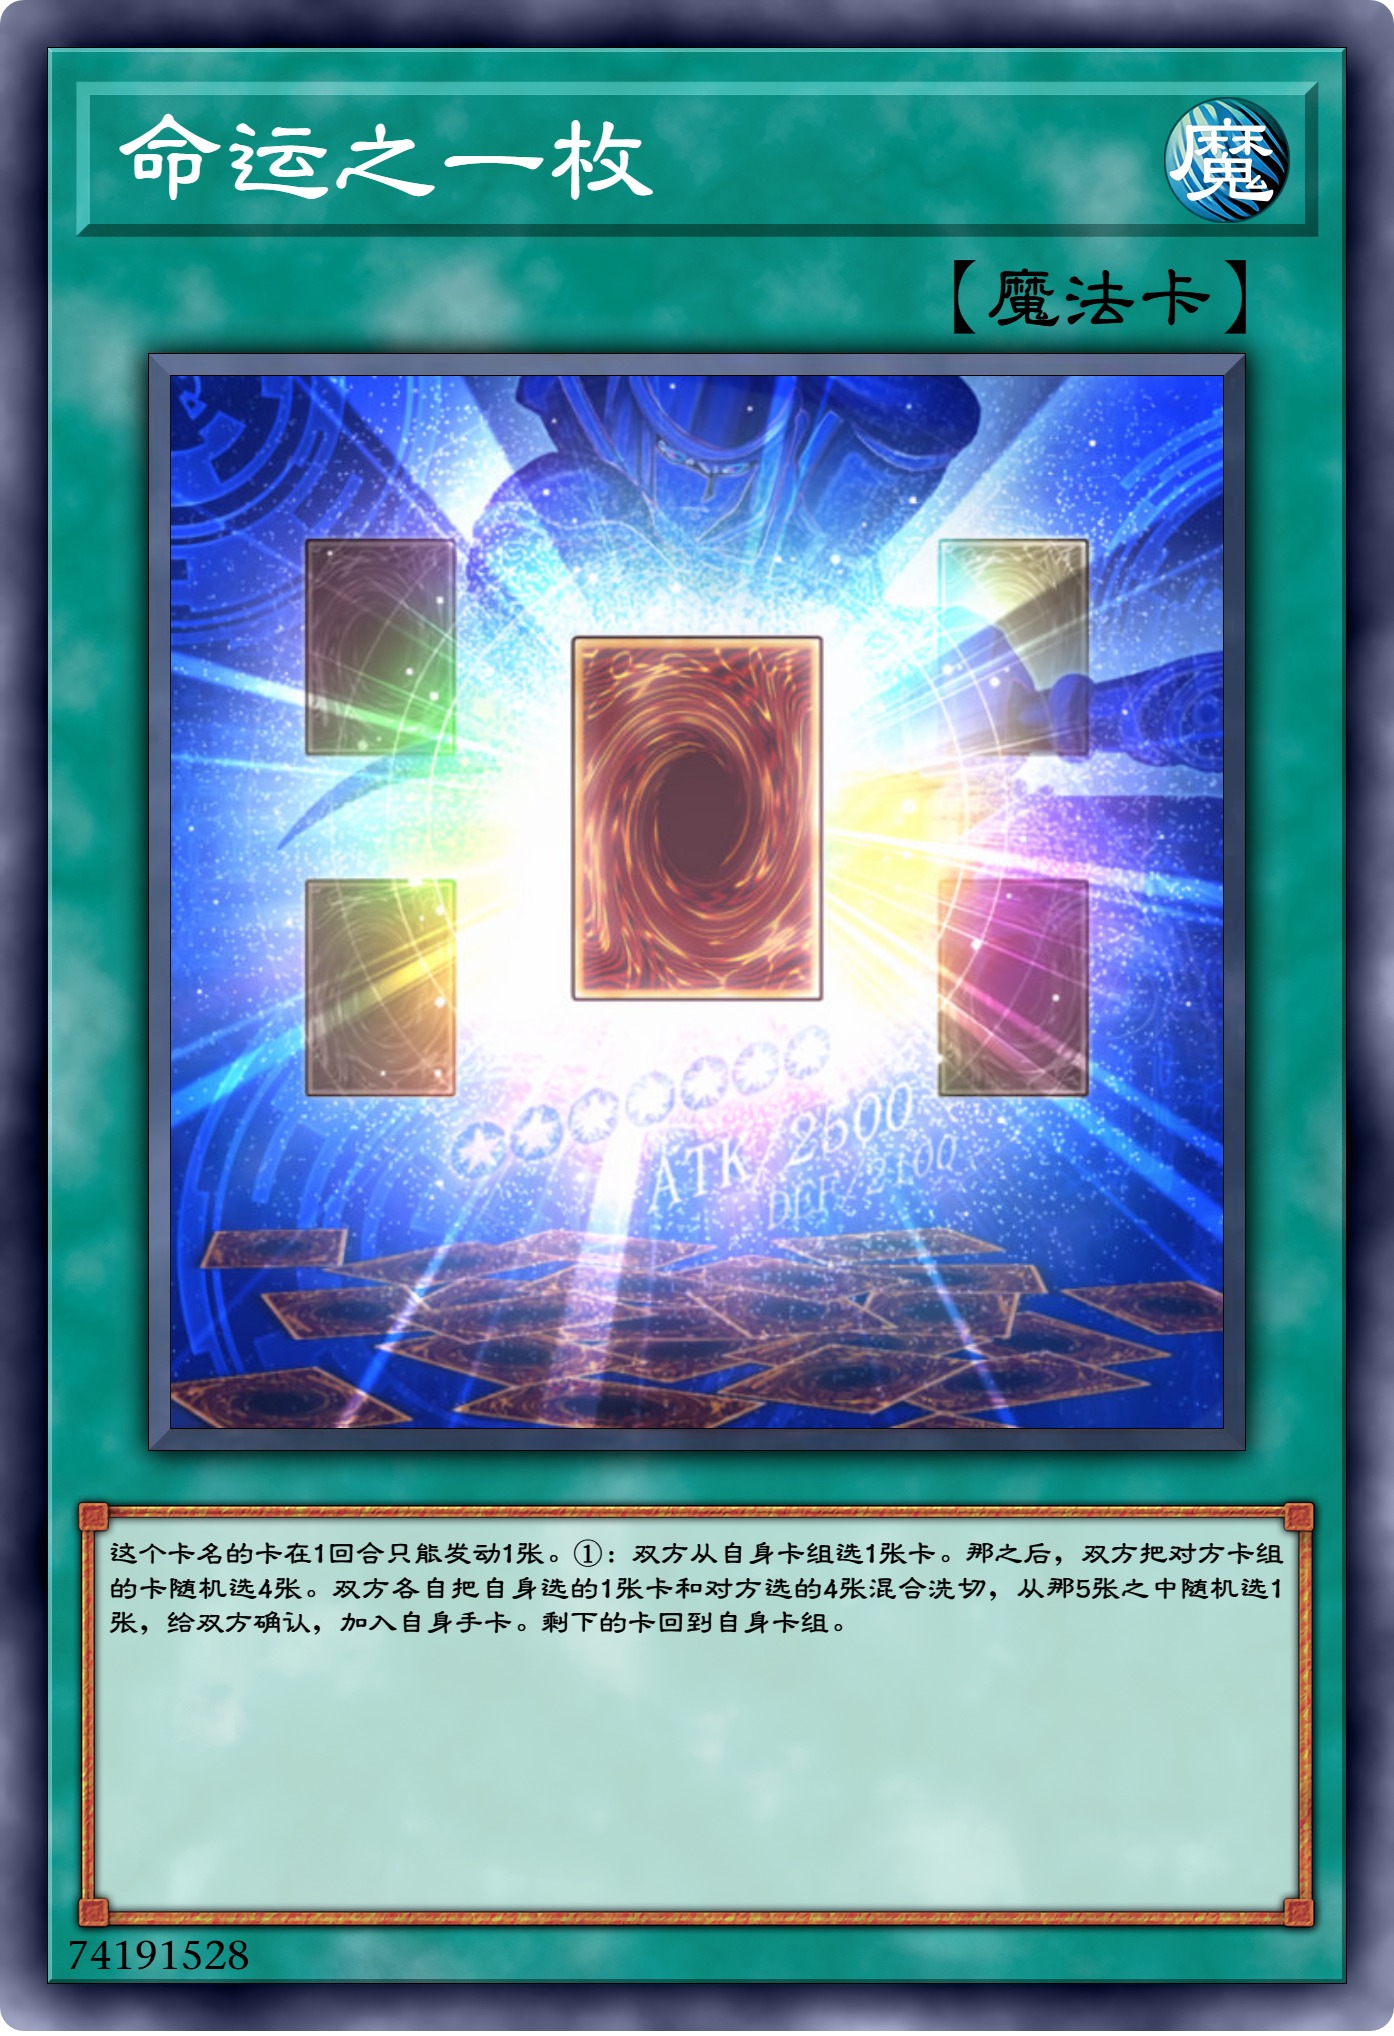 命运之一枚
魔
【魔法卡】
ATK/2500
DEF/2100
这个卡名的卡在1回合只能发动1张。①：双方从自身卡组选1张卡。那之后，双方把对方卡组
的卡随机选4张。双方各自把自身选的1张卡和对方选的4张混合洗切，从那5张之中随机选1
张，给双方确认，加入自身手卡。剩下的卡回到自身卡组。
74191528